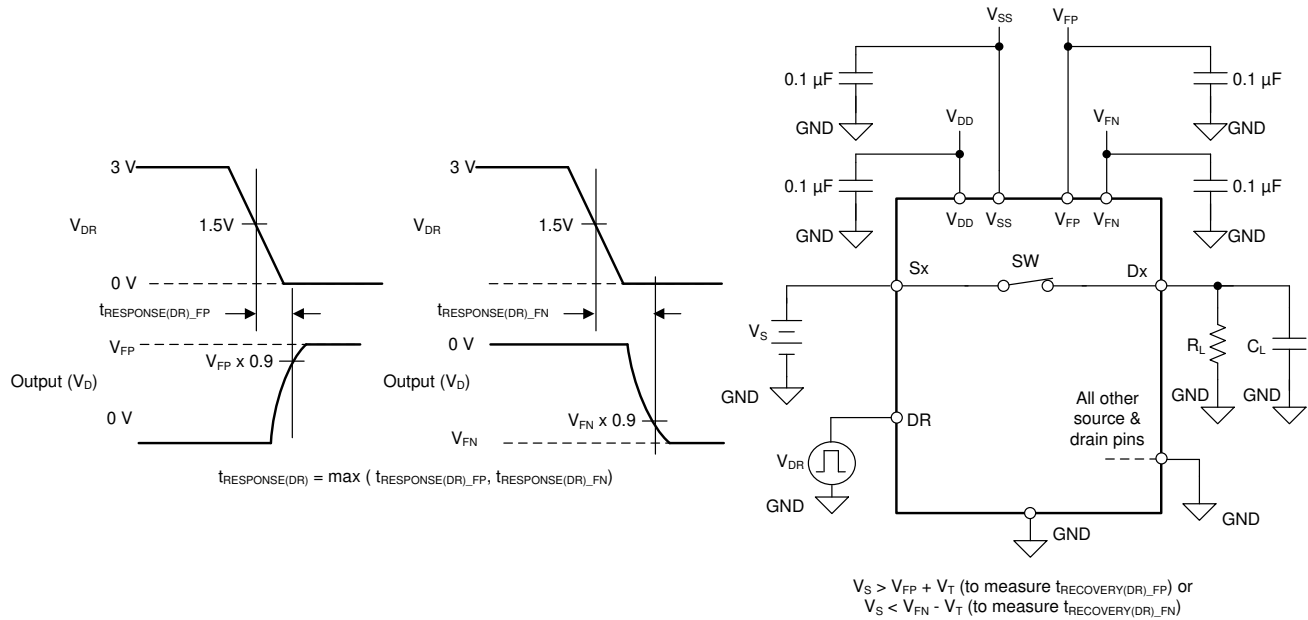 3 V
V_DR
1.5V
0 V
t_RESPONSE(DR)_FP
V_FP
V_FP x 0.9
Output (V_D)
0 V
3 V
V_DR
1.5V
0 V
t_RESPONSE(DR)_FN
0 V
Output (V_D)
V_FN x 0.9
V_FN
t_RESPONSE(DR) = max ( t_RESPONSE(DR)_FP, t_RESPONSE(DR)_FN)
V_SS
V_FP
0.1 µF
0.1 µF
GND
GND
V_DD
V_FN
0.1 µF
0.1 µF
GND
GND
V_DD
V_SS
V_FP
V_FN
Sx
SW
Dx
V_S
GND
R_L
C_L
GND
GND
All other
source &
drain pins
DR
V_DR
GND
GND
GND
V_S > V_FP + V_T (to measure t_RECOVERY(DR)_FP) or
V_S < V_FN - V_T (to measure t_RECOVERY(DR)_FN)